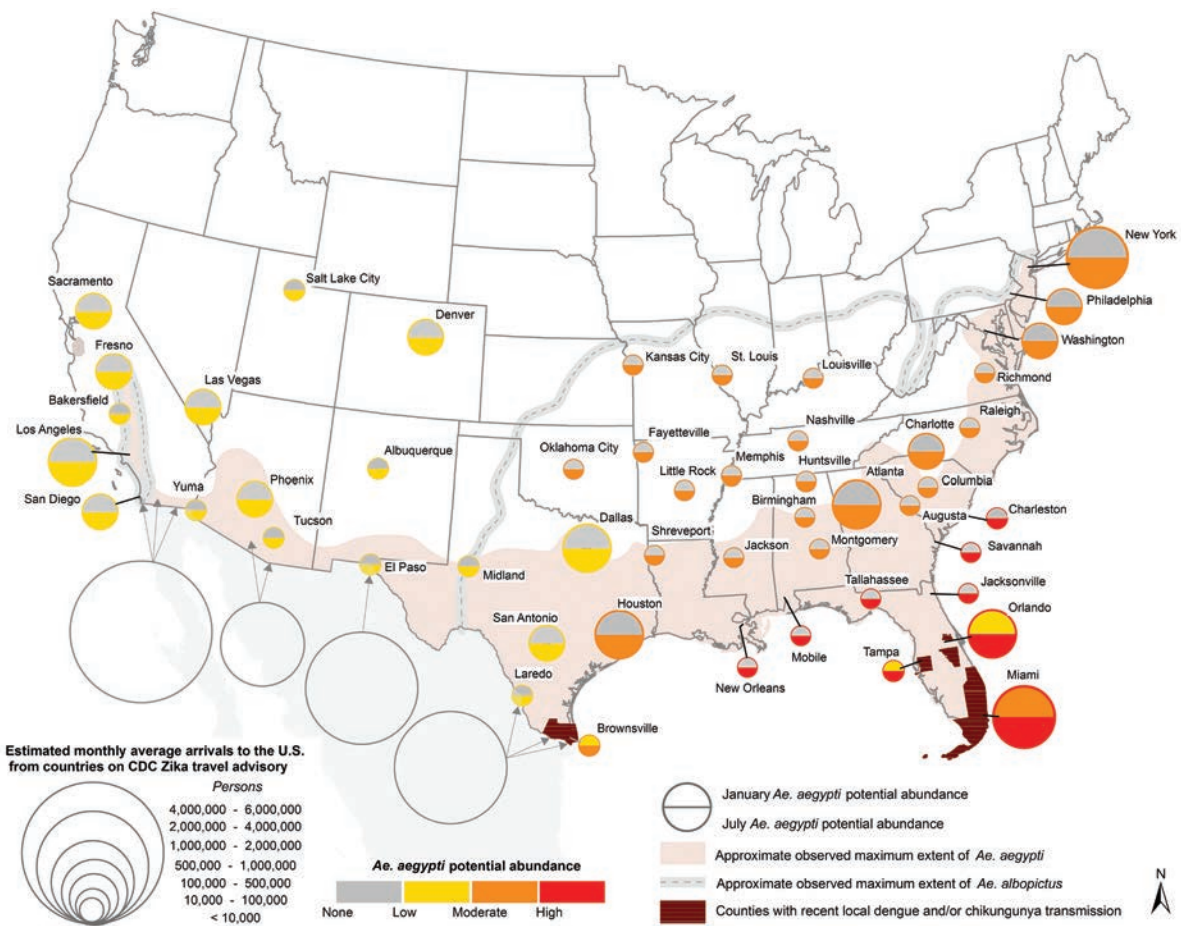 New York
Philadelphia
Washington
Richmond
Raleigh
Charlotte
Columbia
Augusta
Charleston
Savannah
Jacksonville
Orlando
Miami
Tampa
Tallahassee
Mobile
New Orleans
Atlanta
Montgomery
Birmingham
Huntsville
Nashville
Memphis
Jackson
Shreveport
Little Rock
Fayetteville
Louisville
St. Louis
Kansas City
Oklahoma City
Dallas
Houston
San Antonio
Laredo
Brownsville
Midland
El Paso
Albuquerque
Denver
Salt Lake City
Las Vegas
Phoenix
Tucson
Yuma
Sacramento
Fresno
Bakersfield
Los Angeles
San Diego
Estimated monthly average arrivals to the U.S.
from countries on CDC Zika travel advisory
Persons
4,000,000 - 6,000,000
2,000,000 - 4,000,000
1,000,000 - 2,000,000
500,000 - 1,000,000
100,000 - 500,000
10,000 - 100,000
< 10,000
Ae. aegypti potential abundance
None Low Moderate High
January Ae. aegypti potential abundance
July Ae. aegypti potential abundance
Approximate observed maximum extent of Ae. aegypti
Approximate observed maximum extent of Ae. albopictus
Counties with recent local dengue and/or chikungunya transmission
N